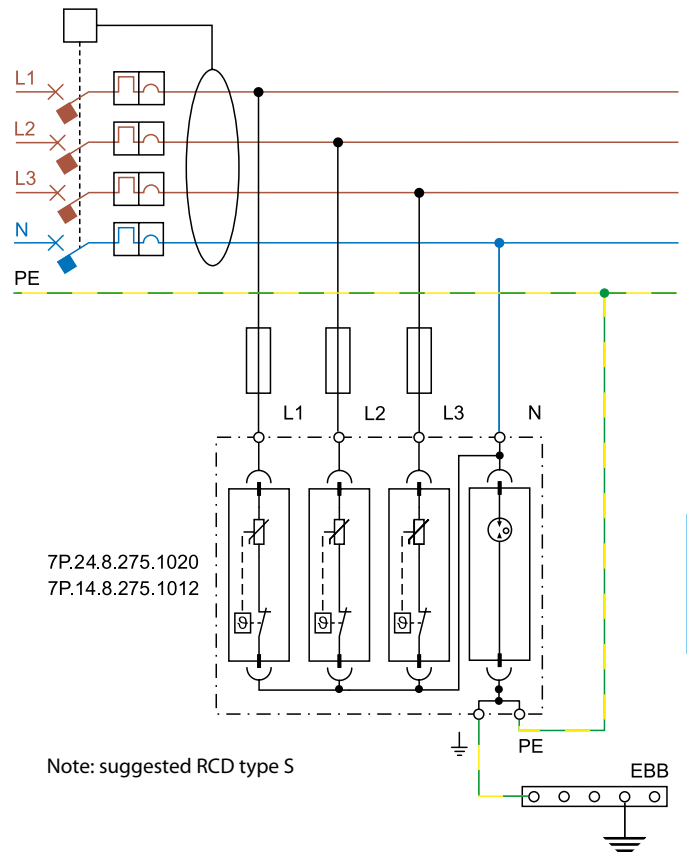 L1
L2
L3
N
PE
L1 L2 L3 N
7P.24.8.275.1020
7P.14.8.275.1012
ϑ ϑ ϑ
PE
Note: suggested RCD type S
EBB